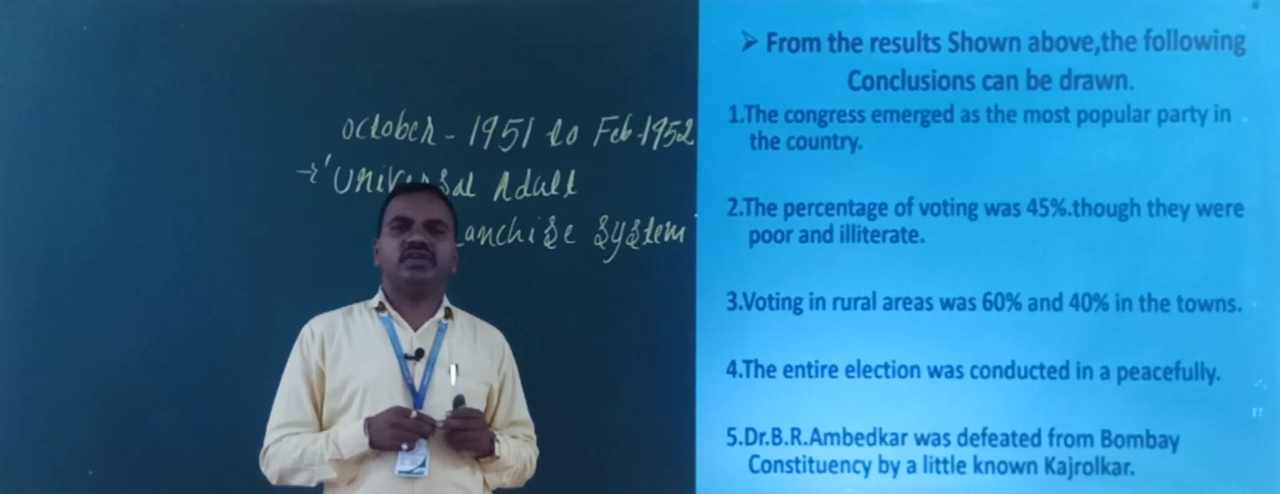 October - 1951 to Feb-1952
→ Universal Adult
anchise System
➢ From the results Shown above,the following
Conclusions can be drawn.
1.The congress emerged as the most popular party in
the country.
2.The percentage of voting was 45%.though they were
poor and illiterate.
3.Voting in rural areas was 60% and 40% in the towns.
4.The entire election was conducted in a peacefully.
5.Dr.B.R.Ambedkar was defeated from Bombay
Constituency by a little known Kajrolkar.